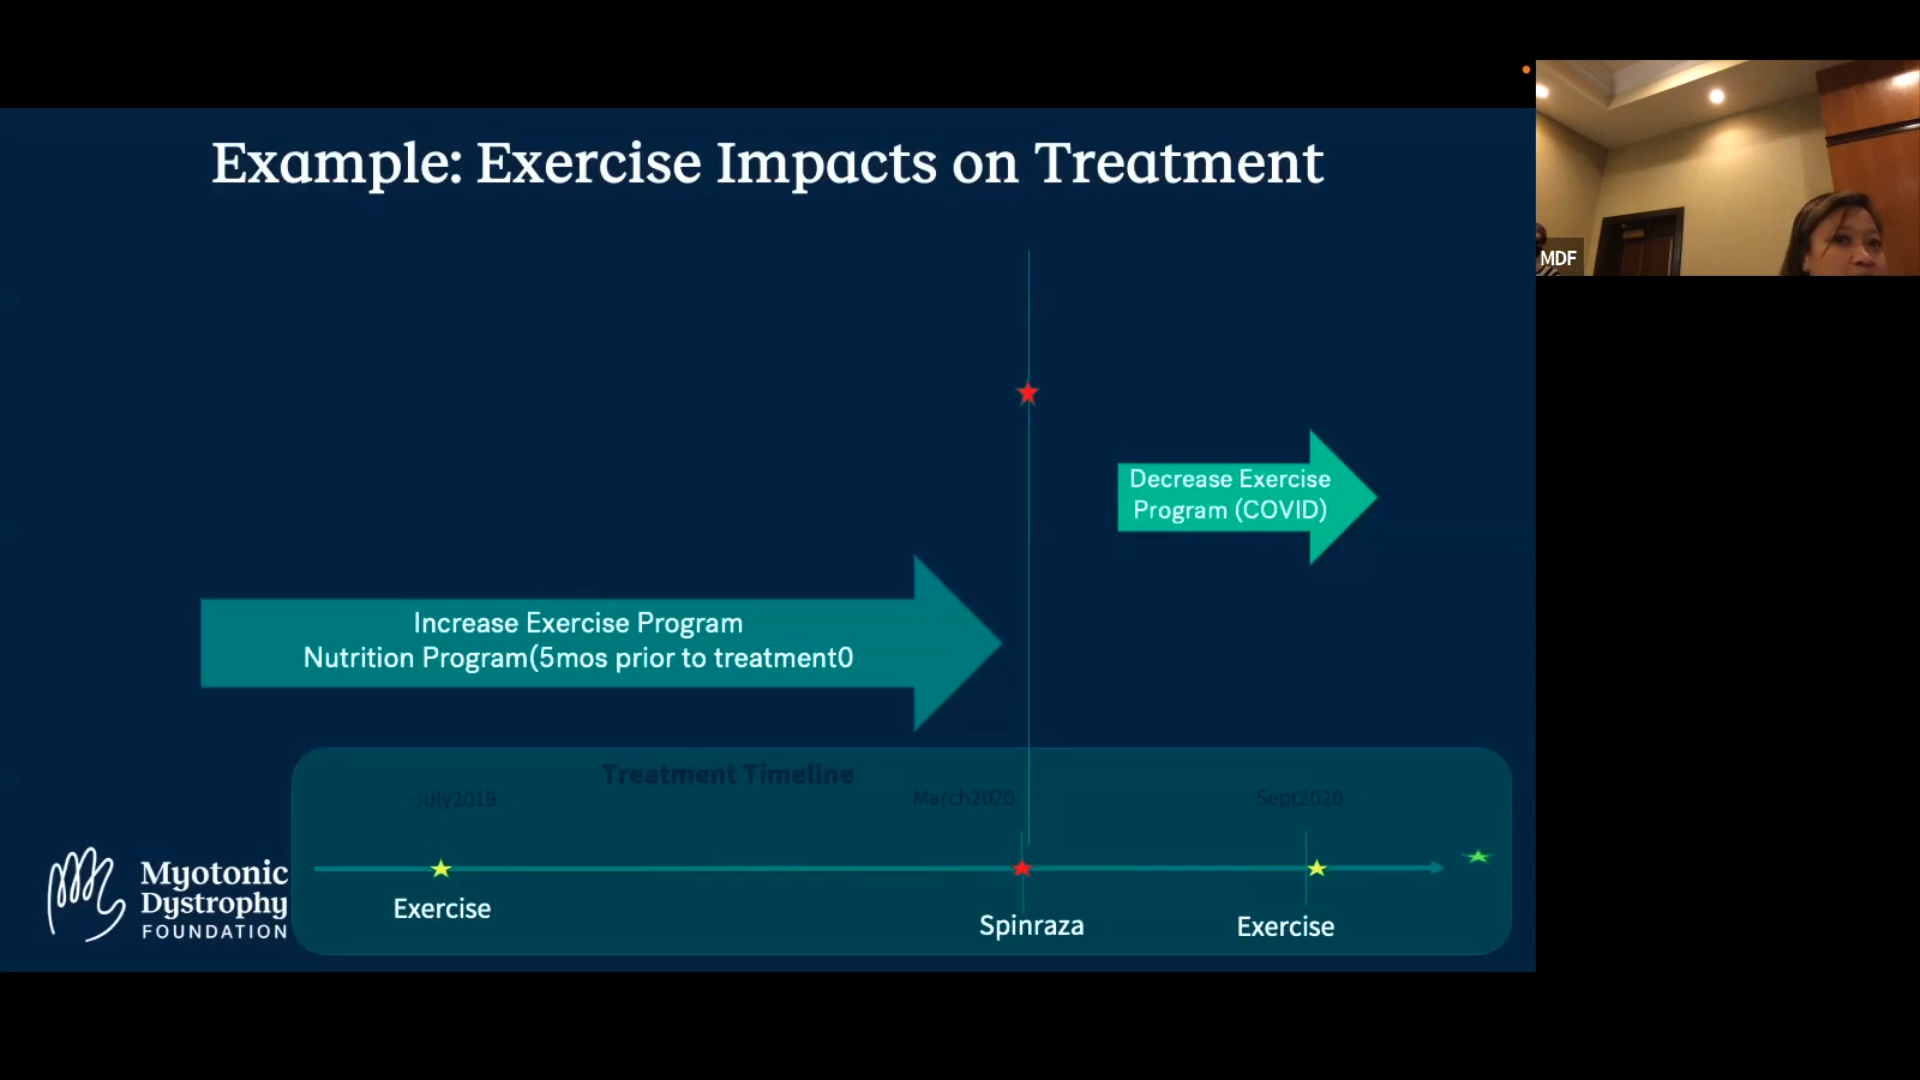 Example: Exercise Impacts on Treatment
MDF
Decrease Exercise
Program (COVID)
Increase Exercise Program
Nutrition Program(5mos prior to treatment0
Treatment Timeline
July2019
March2020
Sept2020
Exercise
Spinraza
Exercise
Myotonic
Dystrophy
FOUNDATION